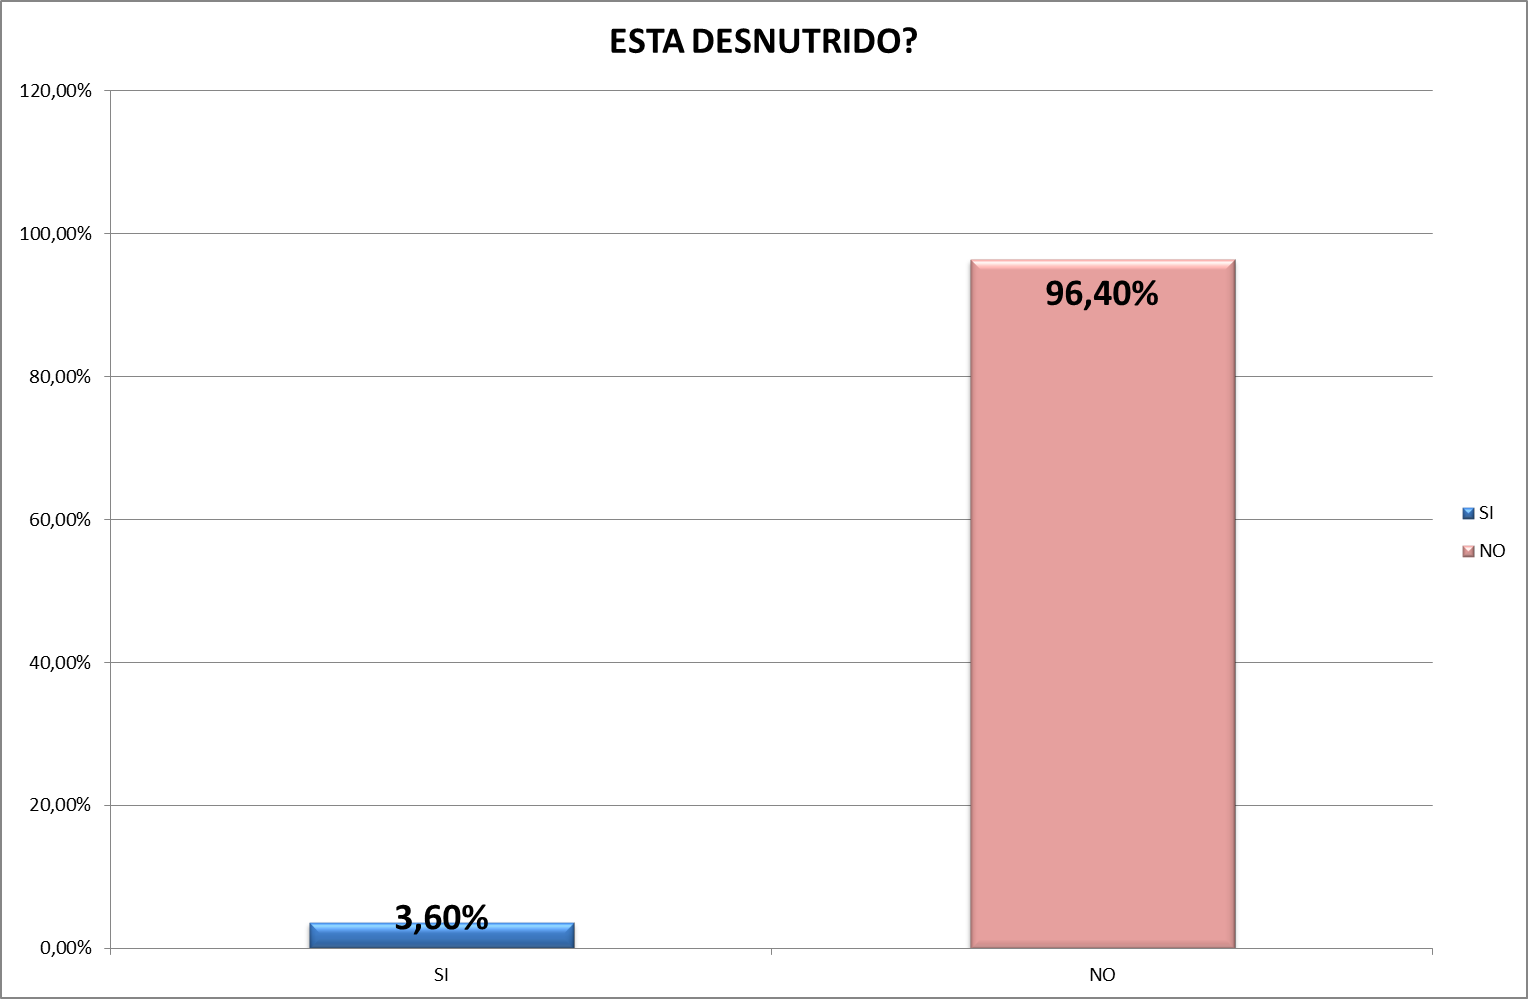 ESTA DESNUTRIDO?
120,00%
100,00%
96,40%
80,00%
60,00%
SI
NO
40,00%
20,00%
3,60%
0,00%
SI
NO